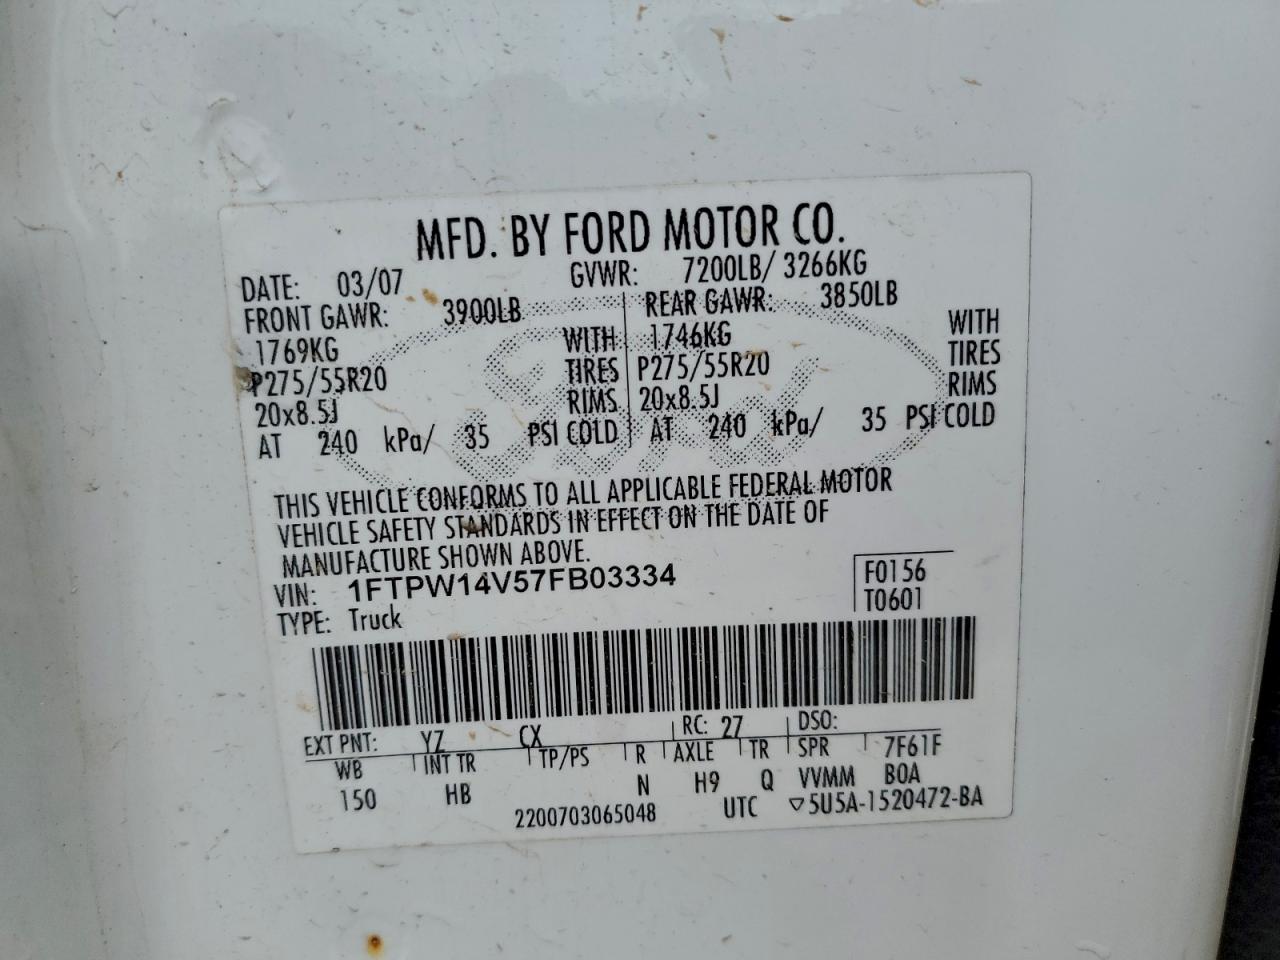 MFD. BY FORD MOTOR CO.
DATE: 03/07 GVWR: 7200LB/ 3266KG
FRONT GAWR: 3900LB REAR GAWR: 3850LB
1769KG WITH 1746KG WITH
P275/55R20 TIRES P275/55R20 TIRES
20x8.5J RIMS 20x8.5J RIMS
AT 240 kPa/ 35 PSI COLD AT 240 kPa/ 35 PSI COLD
THIS VEHICLE CONFORMS TO ALL APPLICABLE FEDERAL MOTOR
VEHICLE SAFETY STANDARDS IN EFFECT ON THE DATE OF
MANUFACTURE SHOWN ABOVE.
VIN: 1FTPW14V57FB03334 F0156
TYPE: Truck T0601
EXT PNT: YZ CX RC: 27 DSO:
WB INT TR TP/PS R AXLE TR SPR 7F61F
150 HB N H9 Q VVMM BOA
2200703065048 UTC ▽5U5A-1520472-BA